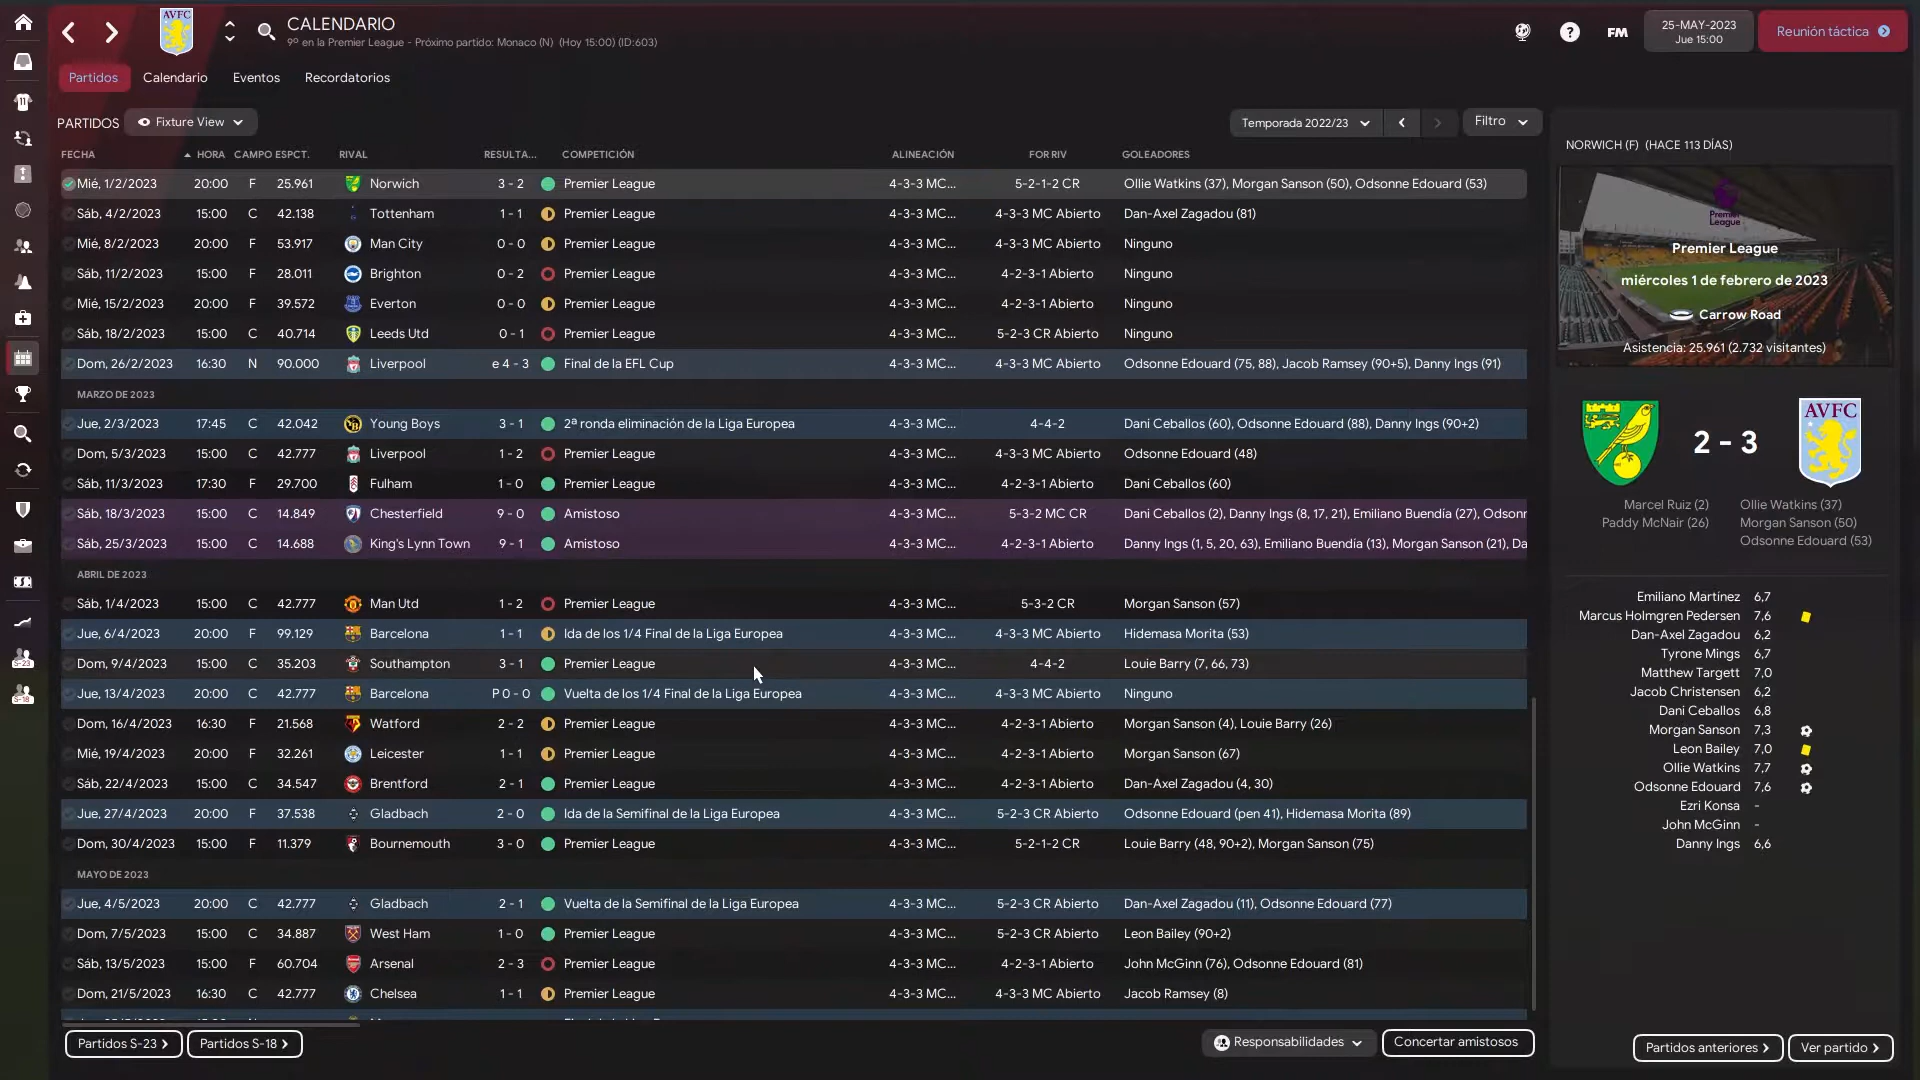 AVFC
CALENDARIO
9º en la Premier League - Próximo partido: Monaco (N) (Hoy 15:00) (ID:603)
FM
25-MAY-2023
Jue 15:00
Reunión táctica
Partidos Calendario Eventos Recordatorios
PARTIDOS Fixture View Temporada 2022/23 Filtro
FECHA HORA CAMPO ESPCT. RIVAL RESULTA... COMPETICIÓN ALINEACIÓN FOR RIV GOLEADORES
Mié, 1/2/2023 20:00 F 25.961 Norwich 3 - 2 Premier League 4-3-3 MC... 5-2-1-2 CR Ollie Watkins (37), Morgan Sanson (50), Odsonne Edouard (53)
Sáb, 4/2/2023 15:00 C 42.138 Tottenham 1 - 1 Premier League 4-3-3 MC... 4-3-3 MC Abierto Dan-Axel Zagadou (81)
Mié, 8/2/2023 20:00 F 53.917 Man City 0 - 0 Premier League 4-3-3 MC... 4-3-3 MC Abierto Ninguno
Sáb, 11/2/2023 15:00 F 28.011 Brighton 0 - 2 Premier League 4-3-3 MC... 4-2-3-1 Abierto Ninguno
Mié, 15/2/2023 20:00 F 39.572 Everton 0 - 0 Premier League 4-3-3 MC... 4-2-3-1 Abierto Ninguno
Sáb, 18/2/2023 15:00 C 40.714 Leeds Utd 0 - 1 Premier League 4-3-3 MC... 5-2-3 CR Abierto Ninguno
Dom, 26/2/2023 16:30 N 90.000 Liverpool e 4 - 3 Final de la EFL Cup 4-3-3 MC... 4-3-3 MC Abierto Odsonne Edouard (75, 88), Jacob Ramsey (90+5), Danny Ings (91)
MARZO DE 2023
Jue, 2/3/2023 17:45 C 42.042 Young Boys 3 - 1 2ª ronda eliminación de la Liga Europea 4-3-3 MC... 4-4-2 Dani Ceballos (60), Odsonne Edouard (88), Danny Ings (90+2)
Dom, 5/3/2023 15:00 C 42.777 Liverpool 1 - 2 Premier League 4-3-3 MC... 4-3-3 MC Abierto Odsonne Edouard (48)
Sáb, 11/3/2023 17:30 F 29.700 Fulham 1 - 0 Premier League 4-3-3 MC... 4-2-3-1 Abierto Dani Ceballos (60)
Sáb, 18/3/2023 15:00 C 14.849 Chesterfield 9 - 0 Amistoso 4-3-3 MC... 5-3-2 MC CR Dani Ceballos (2), Danny Ings (8, 17, 21), Emiliano Buendía (27), Odsonr
Sáb, 25/3/2023 15:00 C 14.688 King's Lynn Town 9 - 1 Amistoso 4-3-3 MC... 4-2-3-1 Abierto Danny Ings (1, 5, 20, 63), Emiliano Buendía (13), Morgan Sanson (21), Da
ABRIL DE 2023
Sáb, 1/4/2023 15:00 C 42.777 Man Utd 1 - 2 Premier League 4-3-3 MC... 5-3-2 CR Morgan Sanson (57)
Jue, 6/4/2023 20:00 F 99.129 Barcelona 1 - 1 Ida de los 1/4 Final de la Liga Europea 4-3-3 MC... 4-3-3 MC Abierto Hidemasa Morita (53)
Dom, 9/4/2023 15:00 C 35.203 Southampton 3 - 1 Premier League 4-3-3 MC... 4-4-2 Louie Barry (7, 66, 73)
Jue, 13/4/2023 20:00 C 42.777 Barcelona P 0 - 0 Vuelta de los 1/4 Final de la Liga Europea 4-3-3 MC... 4-3-3 MC Abierto Ninguno
Dom, 16/4/2023 16:30 F 21.568 Watford 2 - 2 Premier League 4-3-3 MC... 4-2-3-1 Abierto Morgan Sanson (4), Louie Barry (26)
Mié, 19/4/2023 20:00 F 32.261 Leicester 1 - 1 Premier League 4-3-3 MC... 4-2-3-1 Abierto Morgan Sanson (67)
Sáb, 22/4/2023 15:00 C 34.547 Brentford 2 - 1 Premier League 4-3-3 MC... 4-2-3-1 Abierto Dan-Axel Zagadou (4, 30)
Jue, 27/4/2023 20:00 F 37.538 Gladbach 2 - 0 Ida de la Semifinal de la Liga Europea 4-3-3 MC... 5-2-3 CR Abierto Odsonne Edouard (pen 41), Hidemasa Morita (89)
Dom, 30/4/2023 15:00 F 11.379 Bournemouth 3 - 0 Premier League 4-3-3 MC... 5-2-1-2 CR Louie Barry (48, 90+2), Morgan Sanson (75)
MAYO DE 2023
Jue, 4/5/2023 20:00 C 42.777 Gladbach 2 - 1 Vuelta de la Semifinal de la Liga Europea 4-3-3 MC... 5-2-3 CR Abierto Dan-Axel Zagadou (11), Odsonne Edouard (77)
Dom, 7/5/2023 15:00 C 34.887 West Ham 1 - 0 Premier League 4-3-3 MC... 5-2-3 CR Abierto Leon Bailey (90+2)
Sáb, 13/5/2023 15:00 F 60.704 Arsenal 2 - 3 Premier League 4-3-3 MC... 4-2-3-1 Abierto John McGinn (76), Odsonne Edouard (81)
Dom, 21/5/2023 16:30 C 42.777 Chelsea 1 - 1 Premier League 4-3-3 MC... 4-3-3 MC Abierto Jacob Ramsey (8)
Partidos S-23 Partidos S-18 Responsabilidades Concertar amistosos
NORWICH (F) (HACE 113 DÍAS)
Premier League
Premier League
miércoles 1 de febrero de 2023
Carrow Road
Asistencia: 25.961 (2.732 visitantes)
2 - 3
AVFC
Marcel Ruiz (2) Ollie Watkins (37)
Paddy McNair (26) Morgan Sanson (50)
Odsonne Edouard (53)
Emiliano Martínez 6,7
Marcus Holmgren Pedersen 7,6
Dan-Axel Zagadou 6,2
Tyrone Mings 6,7
Matthew Targett 7,0
Jacob Christensen 6,2
Dani Ceballos 6,8
Morgan Sanson 7,3
Leon Bailey 7,0
Ollie Watkins 7,7
Odsonne Edouard 7,6
Ezri Konsa -
John McGinn -
Danny Ings 6,6
Partidos anteriores Ver partido
S-23
S-18